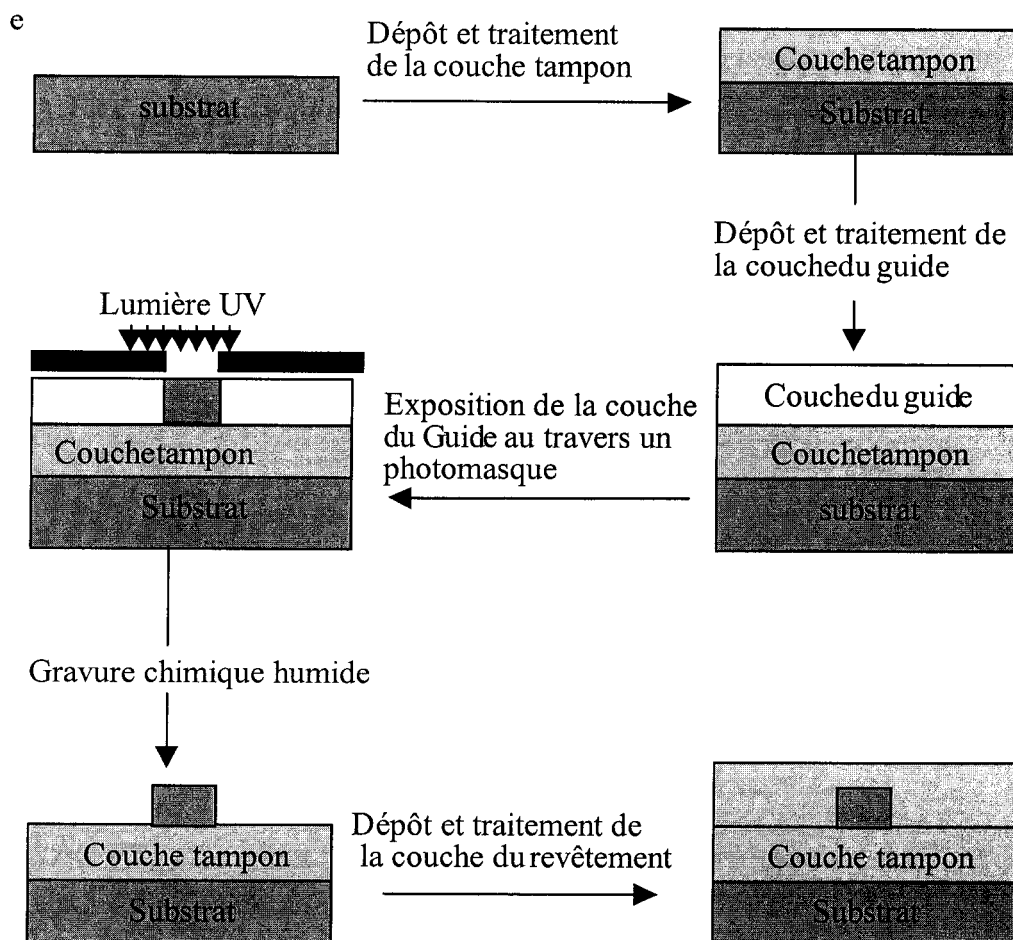 e
substrat
Dépôt et traitement
de la couche tampon
Couchetampon
Substrat
Dépôt et traitement de
la couchedu guide
Couchedu guide
Couchetampon
substrat
Exposition de la couche
du Guide au travers un
photomasque
Lumière UV
Couchetampon
Substrat
Gravure chimique humide
Couche tampon
Substrat
Dépôt et traitement de
la couche du revêtement
Couche tampon
Substrat